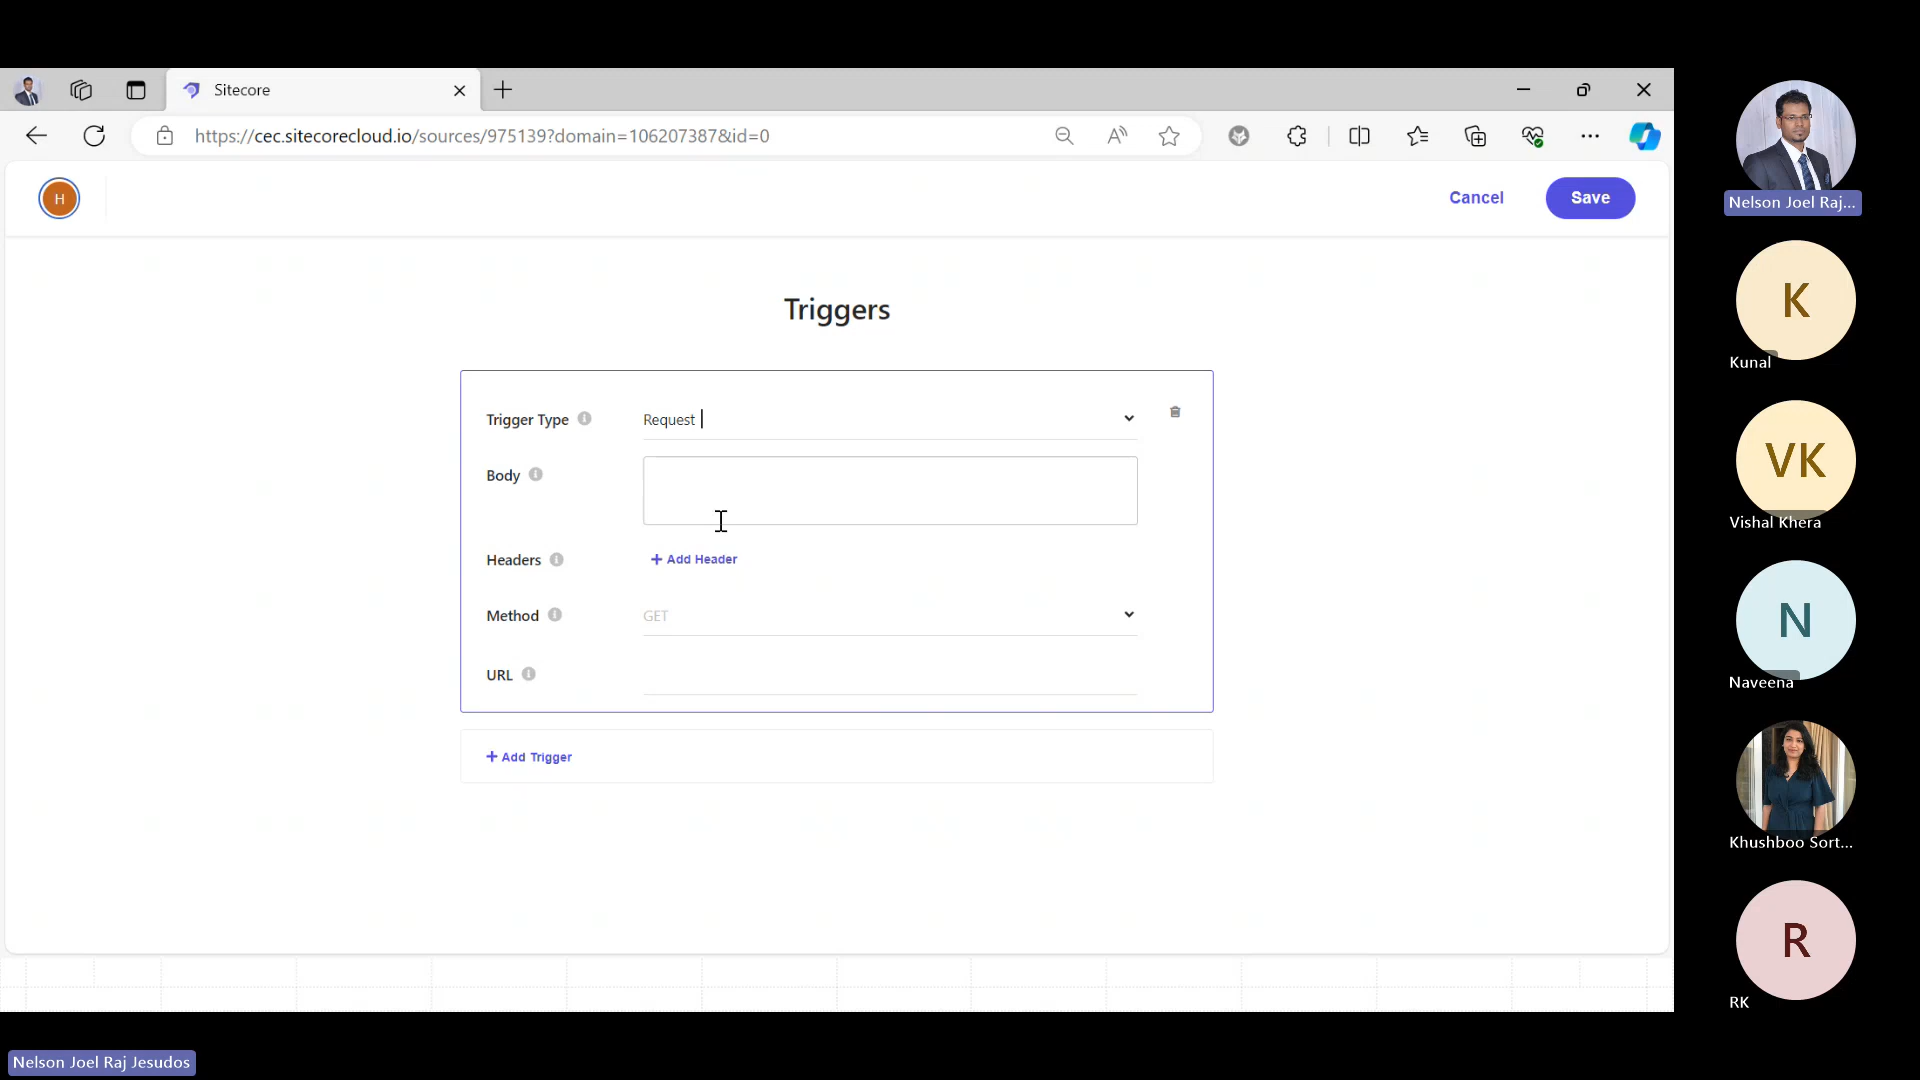 Sitecore
https://cec.sitecorecloud.io/sources/975139?domain=106207387&id=0
H
Cancel
Save
Triggers
Trigger Type
Request
Body
Headers
+ Add Header
Method
GET
URL
+ Add Trigger
Nelson Joel Raj...
K
Kunal
VK
Vishal Khera
N
Naveena
Khushboo Sort...
R
RK
Nelson Joel Raj Jesudos